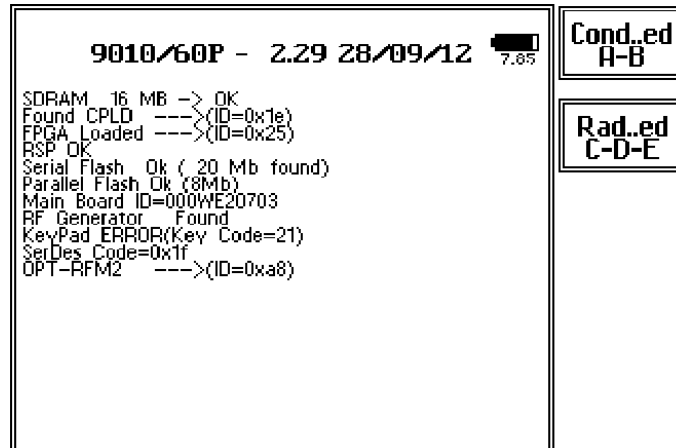 9010/60P - 2.29 28/09/12
7.85
SDRAM 16 MB -> OK
Found CPLD --->(ID=0x1e)
FPGA Loaded --->(ID=0x25)
RSP OK
Serial Flash Ok ( 20 Mb found)
Parallel Flash Ok (8Mb)
Main Board ID=000WE20703
RF Generator Found
KeyPad ERROR(Key Code=21)
SerDes Code=0x1f
OPT-RFM2 --->(ID=0xa8)
Cond..ed
A-B
Rad..ed
C-D-E